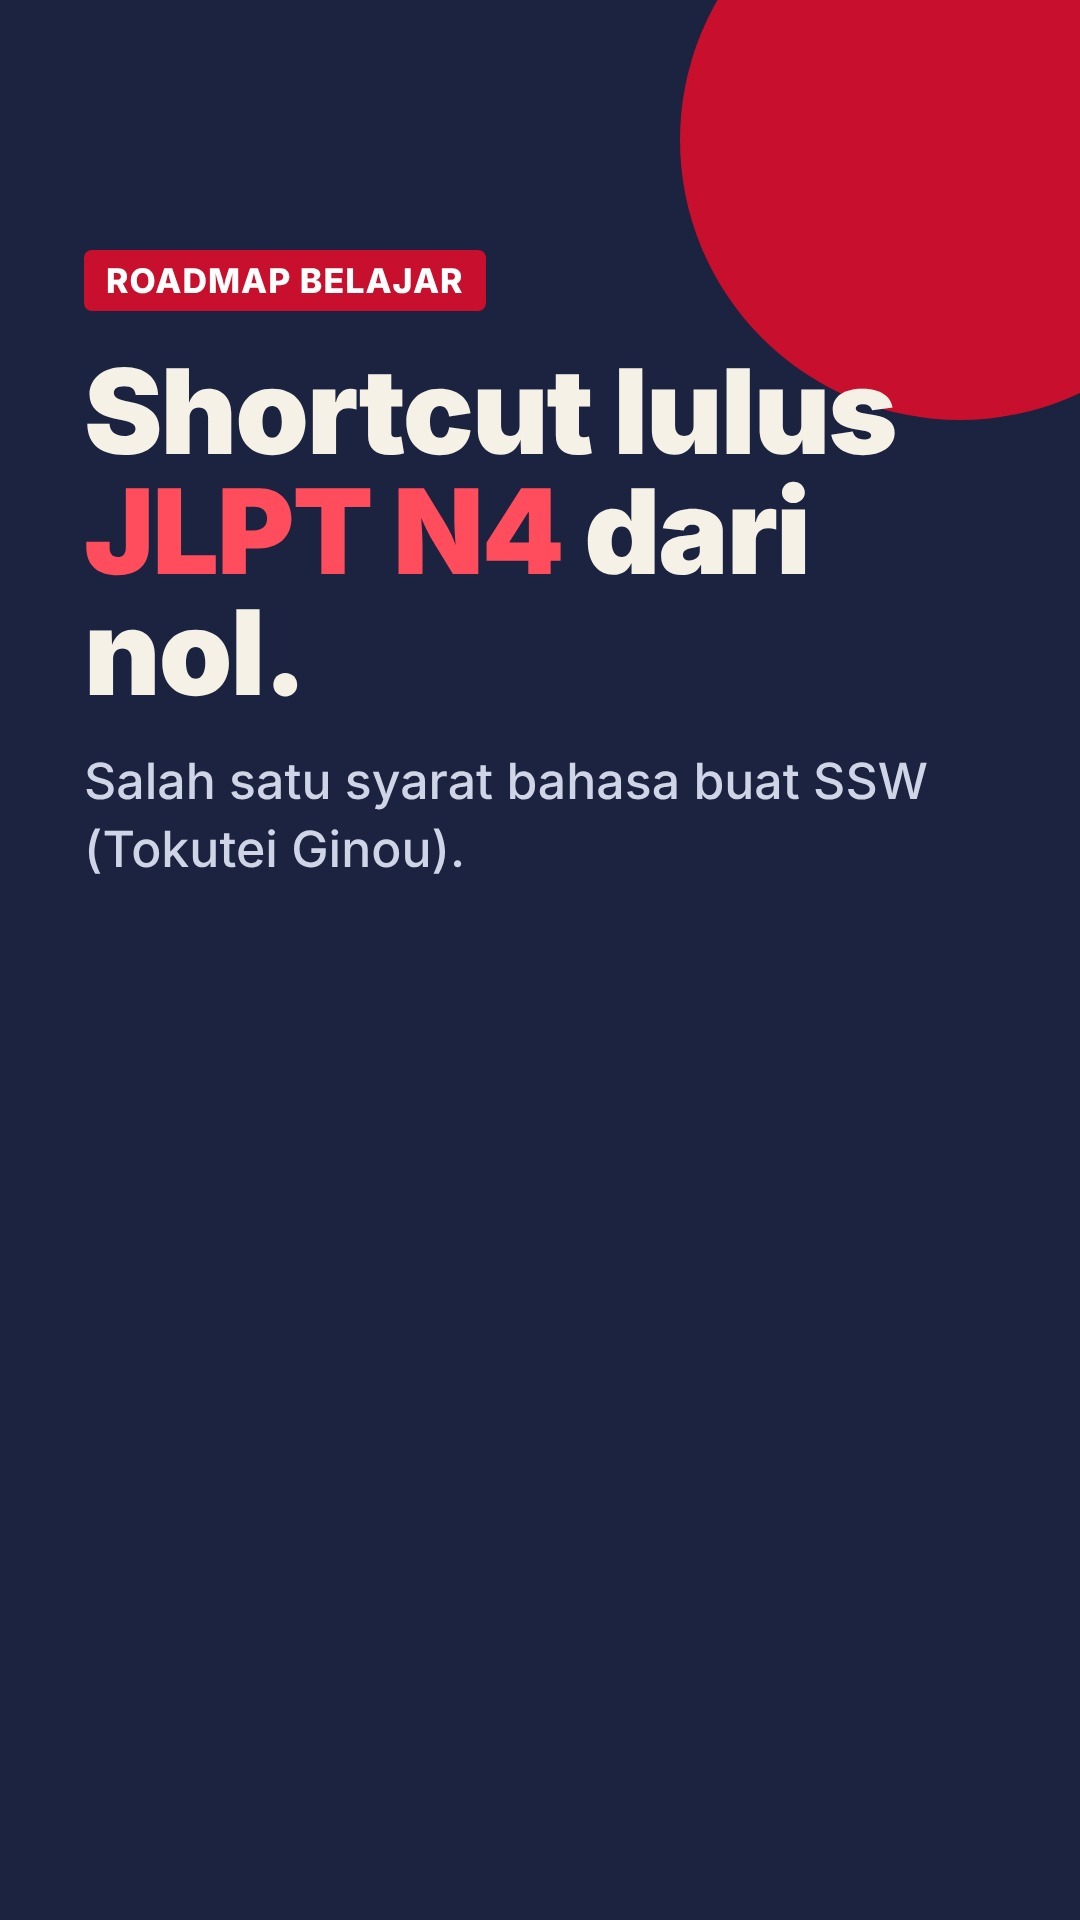 ROADMAP BELAJAR
Shortcut lulus
JLPT N4 dari
nol.
Salah satu syarat bahasa buat SSW
(Tokutei Ginou).